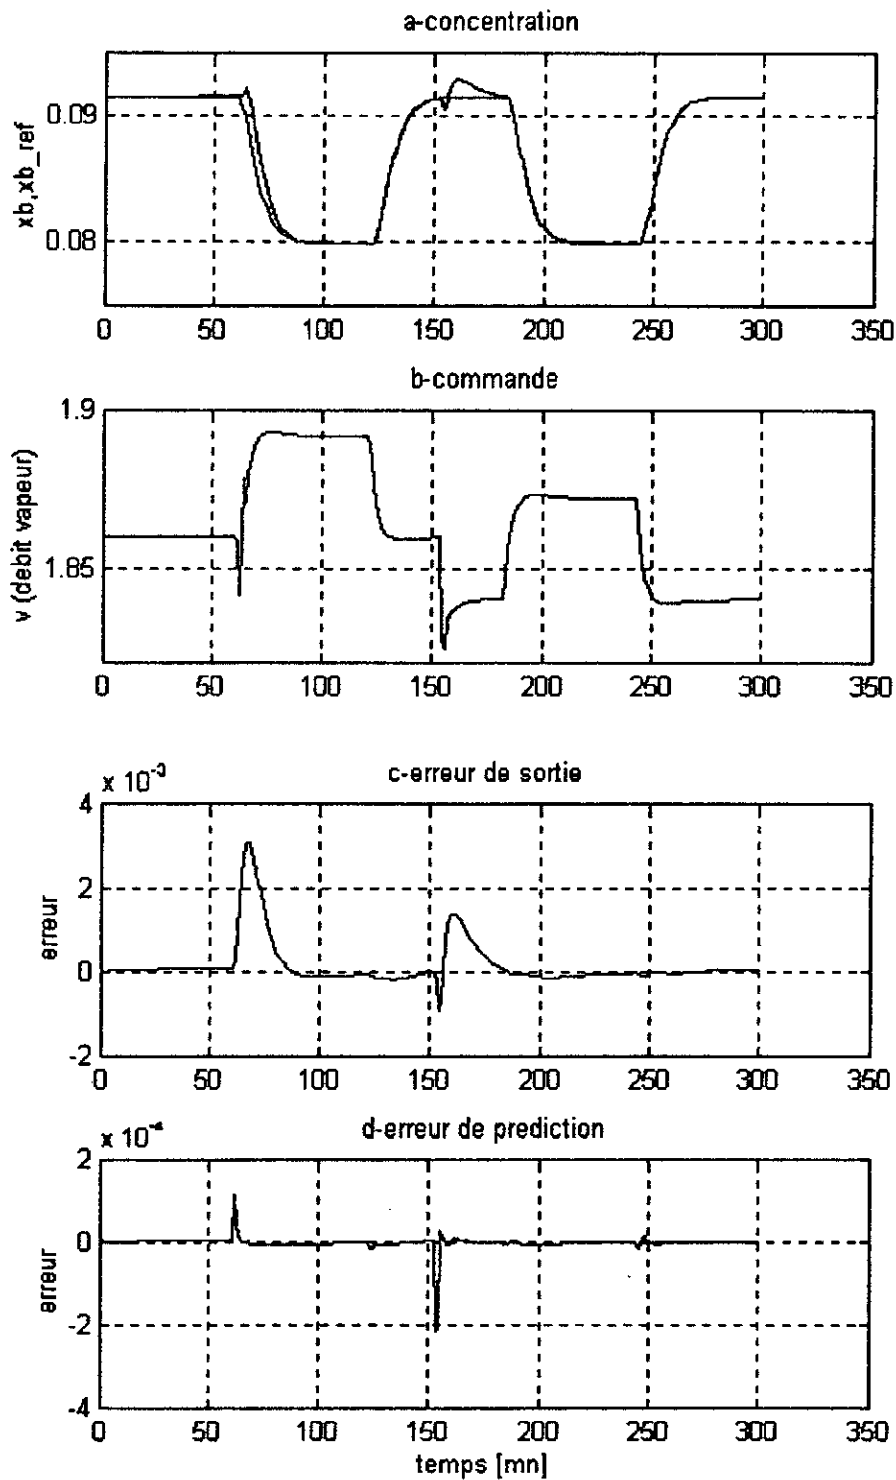 a-concentration
xb,xb_ref
0.09
0.08
0 50 100 150 200 250 300 350
b-commande
v (debit vapeur)
1.9
1.85
0 50 100 150 200 250 300 350
c-erreur de sortie
x 10⁻³
erreur
4
2
0
-2
0 50 100 150 200 250 300 350
d-erreur de prediction
x 10⁻⁴
erreur
2
0
-2
-4
0 50 100 150 200 250 300 350
temps [mn]